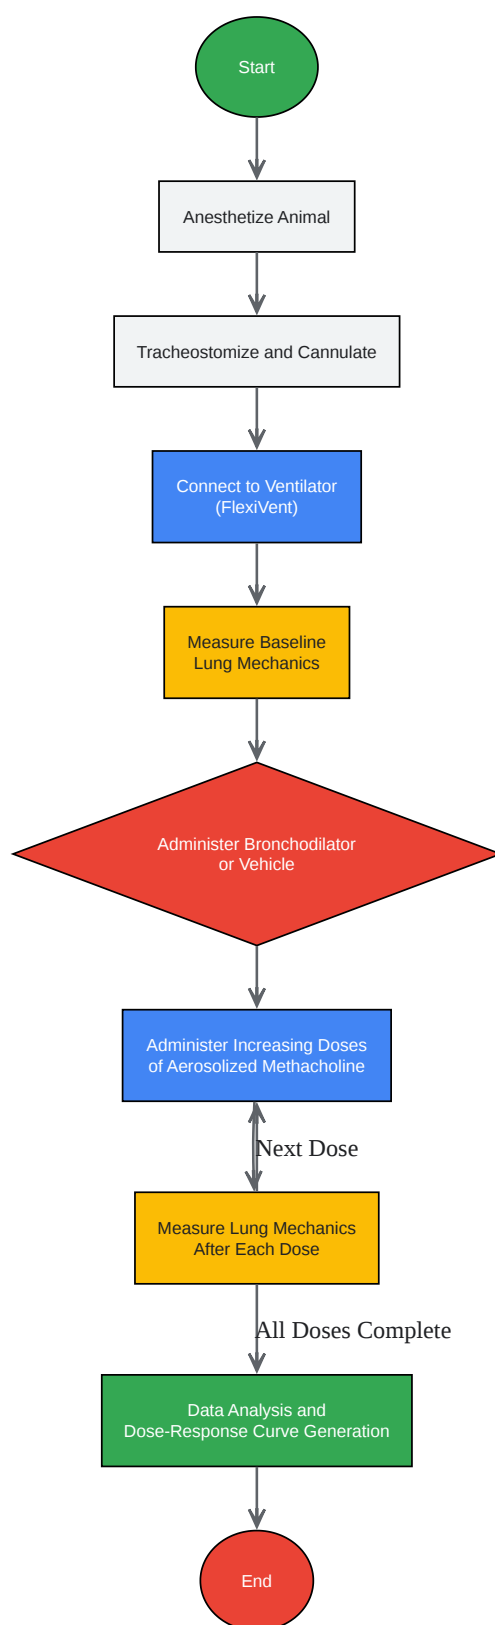 Start
Anesthetize Animal
Tracheostomize and Cannulate
Connect to Ventilator
(FlexiVent)
Measure Baseline
Lung Mechanics
Administer Bronchodilator
or Vehicle
Administer Increasing Doses
of Aerosolized Methacholine
Next Dose
Measure Lung Mechanics
After Each Dose
All Doses Complete
Data Analysis and
Dose-Response Curve Generation
End